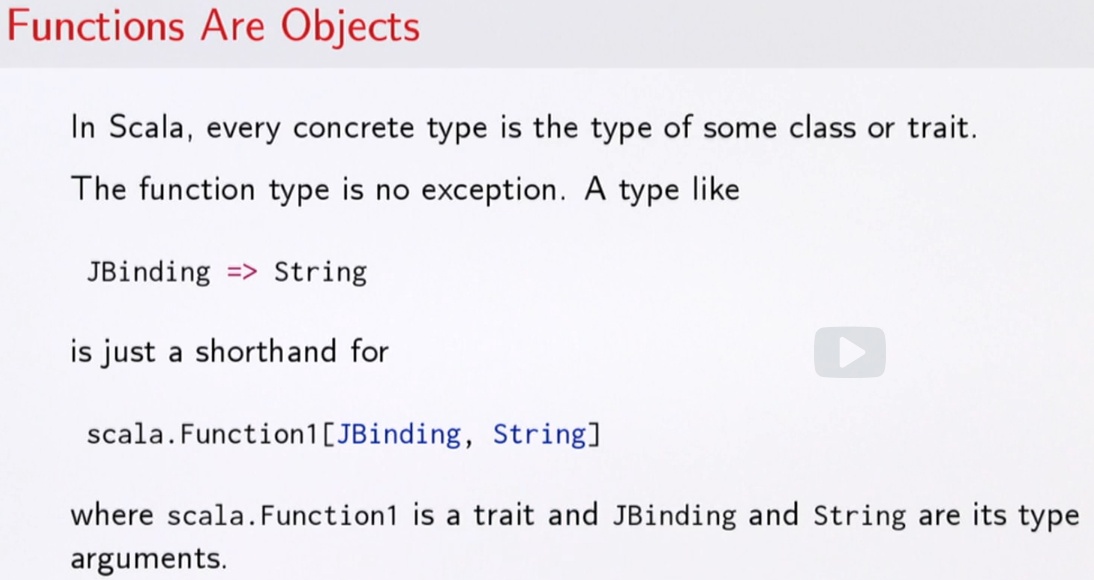 Functions Are Objects
In Scala, every concrete type is the type of some class or trait.
The function type is no exception. A type like
JBinding => String
is just a shorthand for
scala.Function1[JBinding, String]
where scala.Function1 is a trait and JBinding and String are its type
arguments.